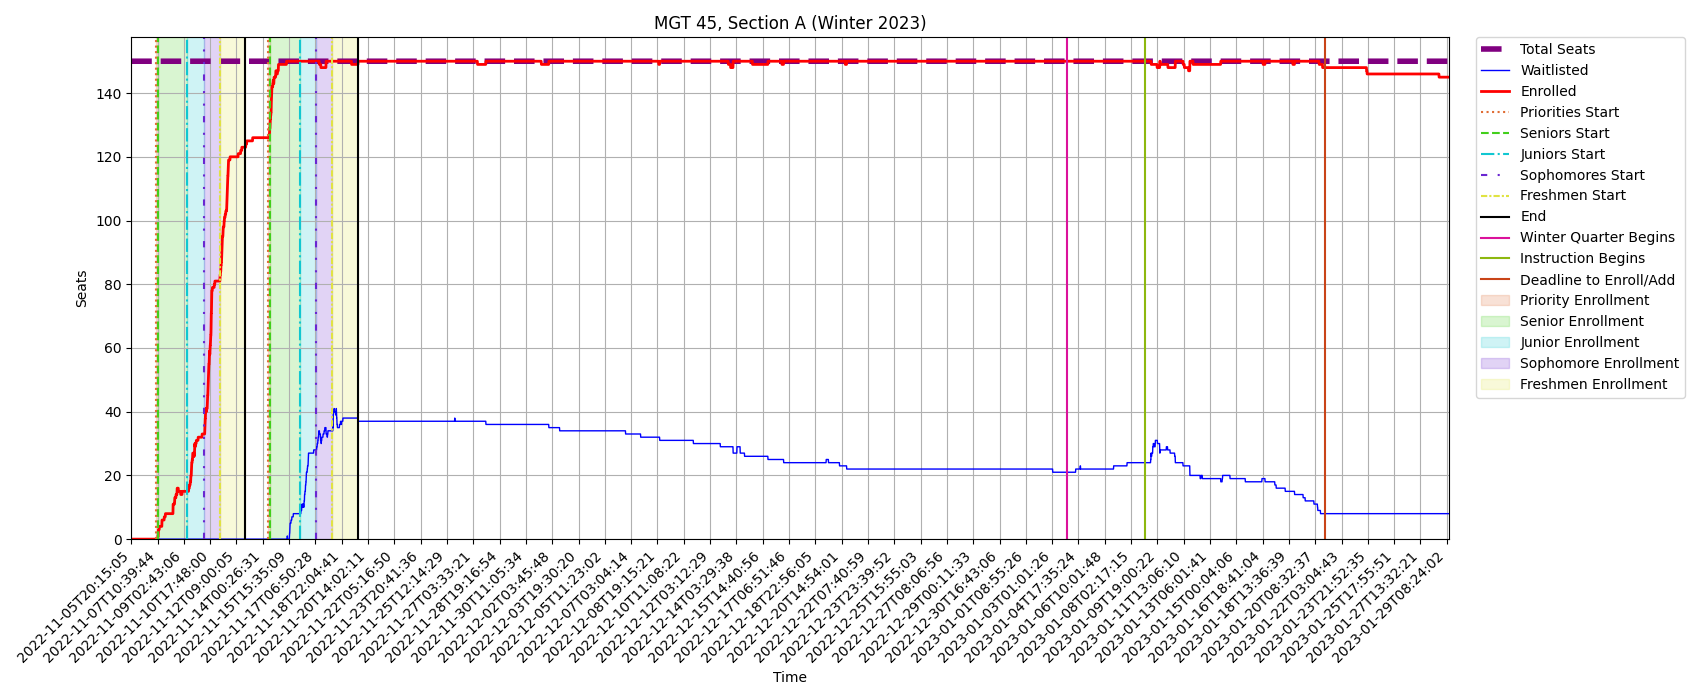 MGT 45, Section A (Winter 2023)
Seats
140
120
100
80
60
40
20
0
2022-11-05T20:15:05
2022-11-07T10:39:44
2022-11-09T02:43:06
2022-11-10T17:48:00
2022-11-12T09:00:05
2022-11-14T00:26:31
2022-11-15T15:35:03
2022-11-17T06:50:28
2022-11-18T22:04:41
2022-11-20T14:02:11
2022-11-22T05:16:50
2022-11-23T20:41:36
2022-11-25T12:14:29
2022-11-27T03:33:21
2022-11-28T19:16:54
2022-11-30T11:05:34
2022-12-02T03:45:48
2022-12-03T19:30:20
2022-12-05T11:23:02
2022-12-07T03:04:14
2022-12-08T19:15:21
2022-12-10T11:08:22
2022-12-12T03:12:29
2022-12-14T03:29:38
2022-12-15T14:40:56
2022-12-17T06:51:46
2022-12-18T22:56:05
2022-12-20T14:54:01
2022-12-22T07:40:59
2022-12-23T23:39:52
2022-12-25T15:55:03
2022-12-27T08:06:56
2022-12-29T00:11:33
2022-12-30T16:43:06
2023-01-01T08:55:26
2023-01-03T01:01:26
2023-01-04T17:35:24
2023-01-06T10:01:48
2023-01-08T02:17:15
2023-01-09T19:00:22
2023-01-11T13:06:10
2023-01-13T06:01:41
2023-01-15T00:04:06
2023-01-16T18:41:04
2023-01-18T13:36:39
2023-01-20T08:32:37
2023-01-22T03:04:43
2023-01-23T21:52:35
2023-01-25T17:55:51
2023-01-27T13:32:21
2023-01-29T08:24:02
Time
Total Seats
Waitlisted
Enrolled
Priorities Start
Seniors Start
Juniors Start
Sophomores Start
Freshmen Start
End
Winter Quarter Begins
Instruction Begins
Deadline to Enroll/Add
Priority Enrollment
Senior Enrollment
Junior Enrollment
Sophomore Enrollment
Freshmen Enrollment